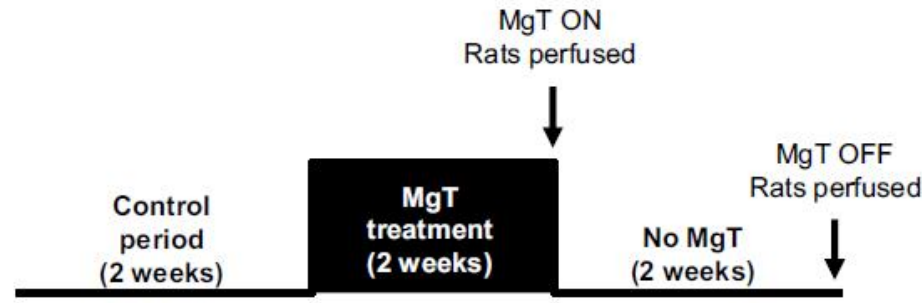 MgT ON
Rats perfused
MgT OFF
Rats perfused
Control
period
(2 weeks)
MgT
treatment
(2 weeks)
No MgT
(2 weeks)